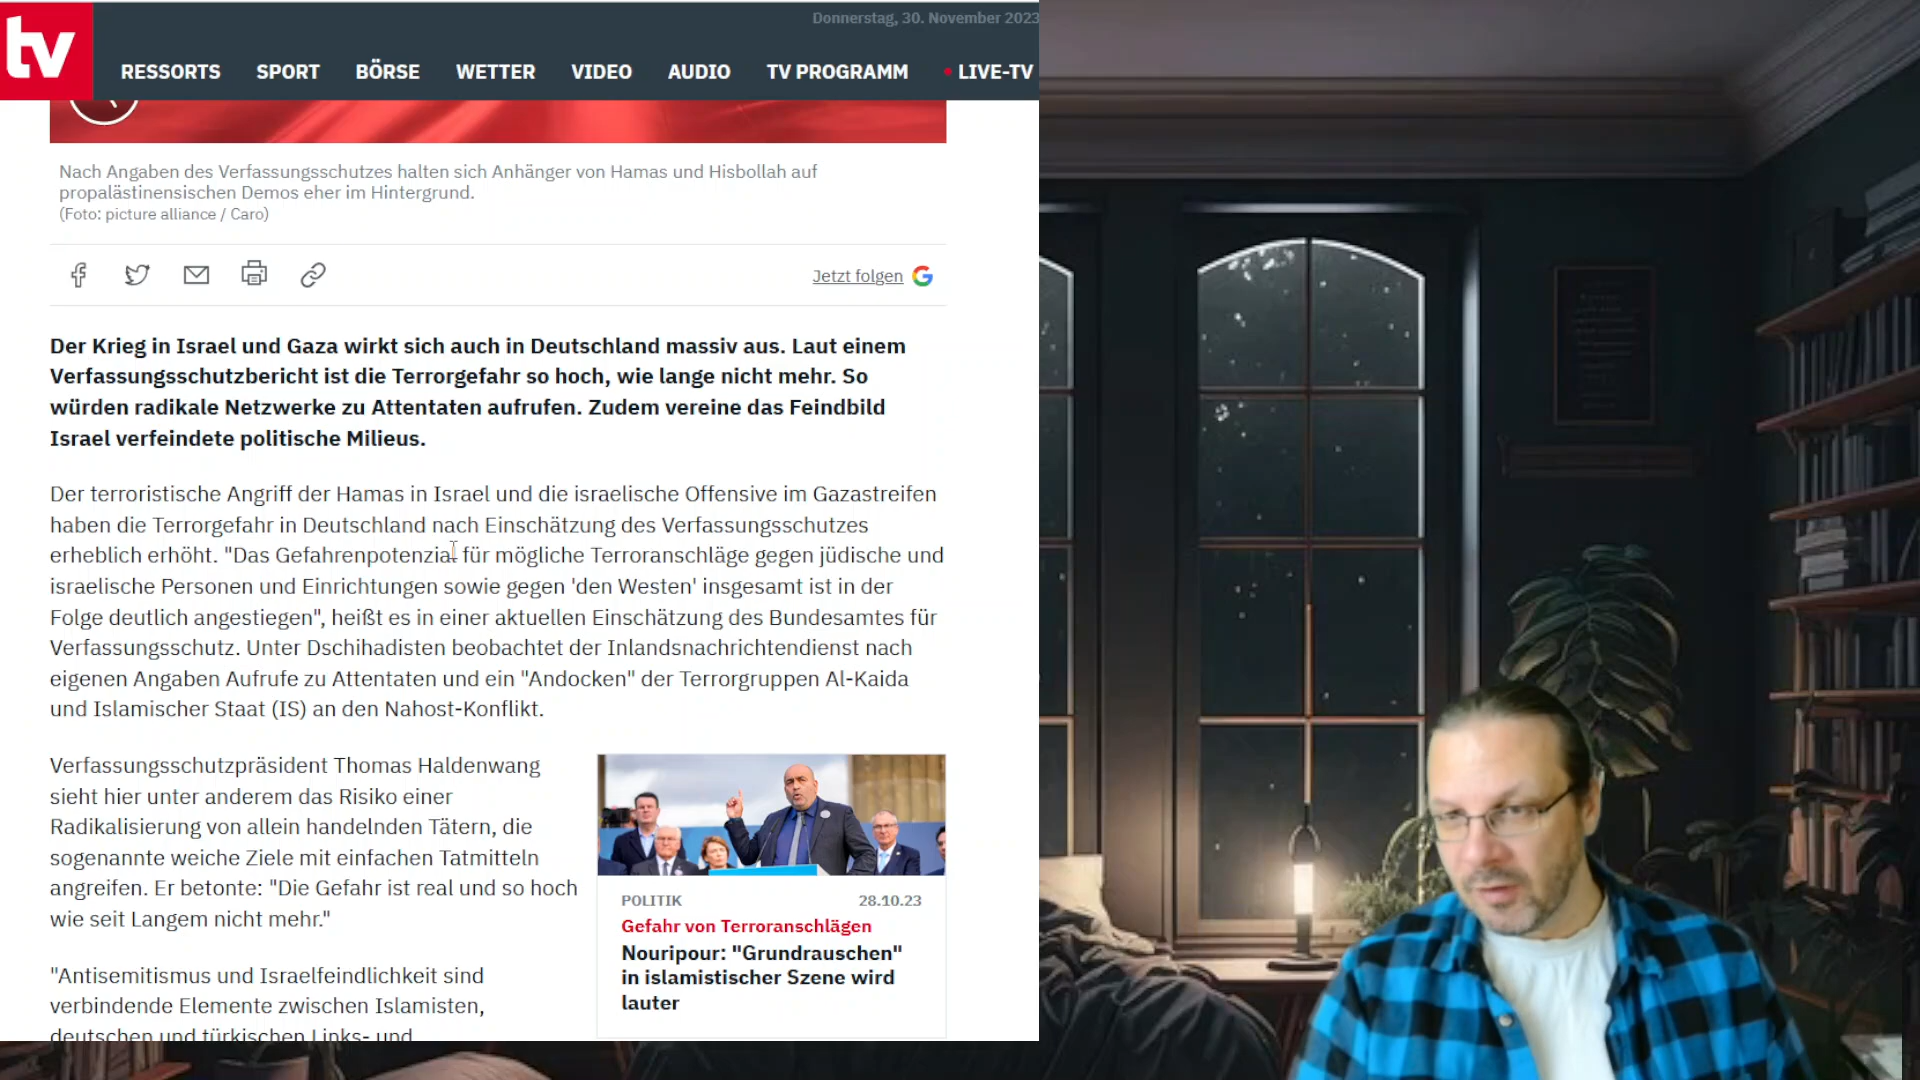 tv
Donnerstag, 30. November 2023
RESSORTS SPORT BÖRSE WETTER VIDEO AUDIO TV PROGRAMM LIVE-TV
Nach Angaben des Verfassungsschutzes halten sich Anhänger von Hamas und Hisbollah auf
propalästinensischen Demos eher im Hintergrund.
(Foto: picture alliance / Caro)
Jetzt folgen
Der Krieg in Israel und Gaza wirkt sich auch in Deutschland massiv aus. Laut einem
Verfassungsschutzbericht ist die Terrorgefahr so hoch, wie lange nicht mehr. So
würden radikale Netzwerke zu Attentaten aufrufen. Zudem vereine das Feindbild
Israel verfeindete politische Milieus.
Der terroristische Angriff der Hamas in Israel und die israelische Offensive im Gazastreifen
haben die Terrorgefahr in Deutschland nach Einschätzung des Verfassungsschutzes
erheblich erhöht. "Das Gefahrenpotenzial für mögliche Terroranschläge gegen jüdische und
israelische Personen und Einrichtungen sowie gegen 'den Westen' insgesamt ist in der
Folge deutlich angestiegen", heißt es in einer aktuellen Einschätzung des Bundesamtes für
Verfassungsschutz. Unter Dschihadisten beobachtet der Inlandsnachrichtendienst nach
eigenen Angaben Aufrufe zu Attentaten und ein "Andocken" der Terrorgruppen Al-Kaida
und Islamischer Staat (IS) an den Nahost-Konflikt.
Verfassungsschutzpräsident Thomas Haldenwang
sieht hier unter anderem das Risiko einer
Radikalisierung von allein handelnden Tätern, die
sogenannte weiche Ziele mit einfachen Tatmitteln
angreifen. Er betonte: "Die Gefahr ist real und so hoch
wie seit Langem nicht mehr."
"Antisemitismus und Israelfeindlichkeit sind
verbindende Elemente zwischen Islamisten,
deutschen und türkischen Links- und
POLITIK 28.10.23
Gefahr von Terroranschlägen
Nouripour: "Grundrauschen"
in islamistischer Szene wird
lauter